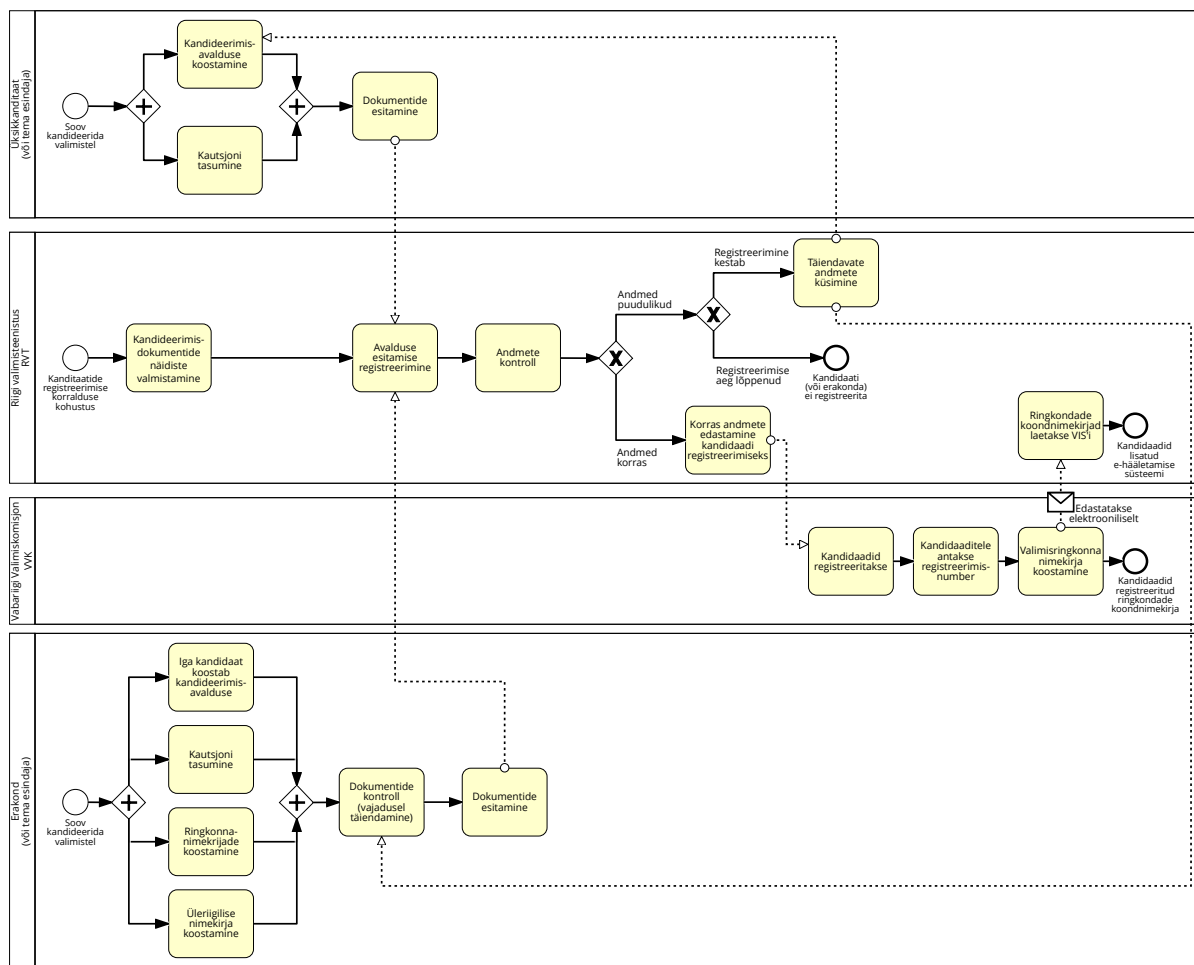 Üksikkanditaat
(või tema esindaja)
Soov
kandideerida
valimistel
Kandideerimis-
avalduse
koostamine
Kautsjoni
tasumine
Dokumentide
esitamine
Riigi valimisteenistus
RVT
Kanditaatide
registreerimise
korralduse
kohustus
Kandideerimis-
dokumentide
näidiste
valmistamine
Avalduse
esitamise
registreerimine
Andmete
kontroll
Andmed
puudulikud
Andmed
korras
Registreerimine
kestab
Registreerimise
aeg lõppenud
Täiendavate
andmete
küsimine
Kandidaati
(või erakonda)
ei registreerita
Korras andmete
edastamine
kandidaadi
registreerimiseks
Ringkondade
koondnimekirjad
laetakse VIS'i
Kandidaadid
lisatud
e-hääletamise
süsteemi
Vabariigi Valimiskomisjon
VVK
Edastatakse
elektrooniliselt
Kandidaadid
registreeritakse
Kandidaaditele
antakse
registreerimis-
number
Valimisringkonna
nimekirja
koostamine
Kandidaadid
registreeritud
ringkondade
koondnimekirja
Erakond
(või tema esindaja)
Soov
kandideerida
valimistel
Iga kandidaat
koostab
kandideerimis-
avalduse
Kautsjoni
tasumine
Ringkonna-
nimekrijade
koostamine
Üleriigilise
nimekirja
koostamine
Dokumentide
kontroll
(vajadusel
täiendamine)
Dokumentide
esitamine